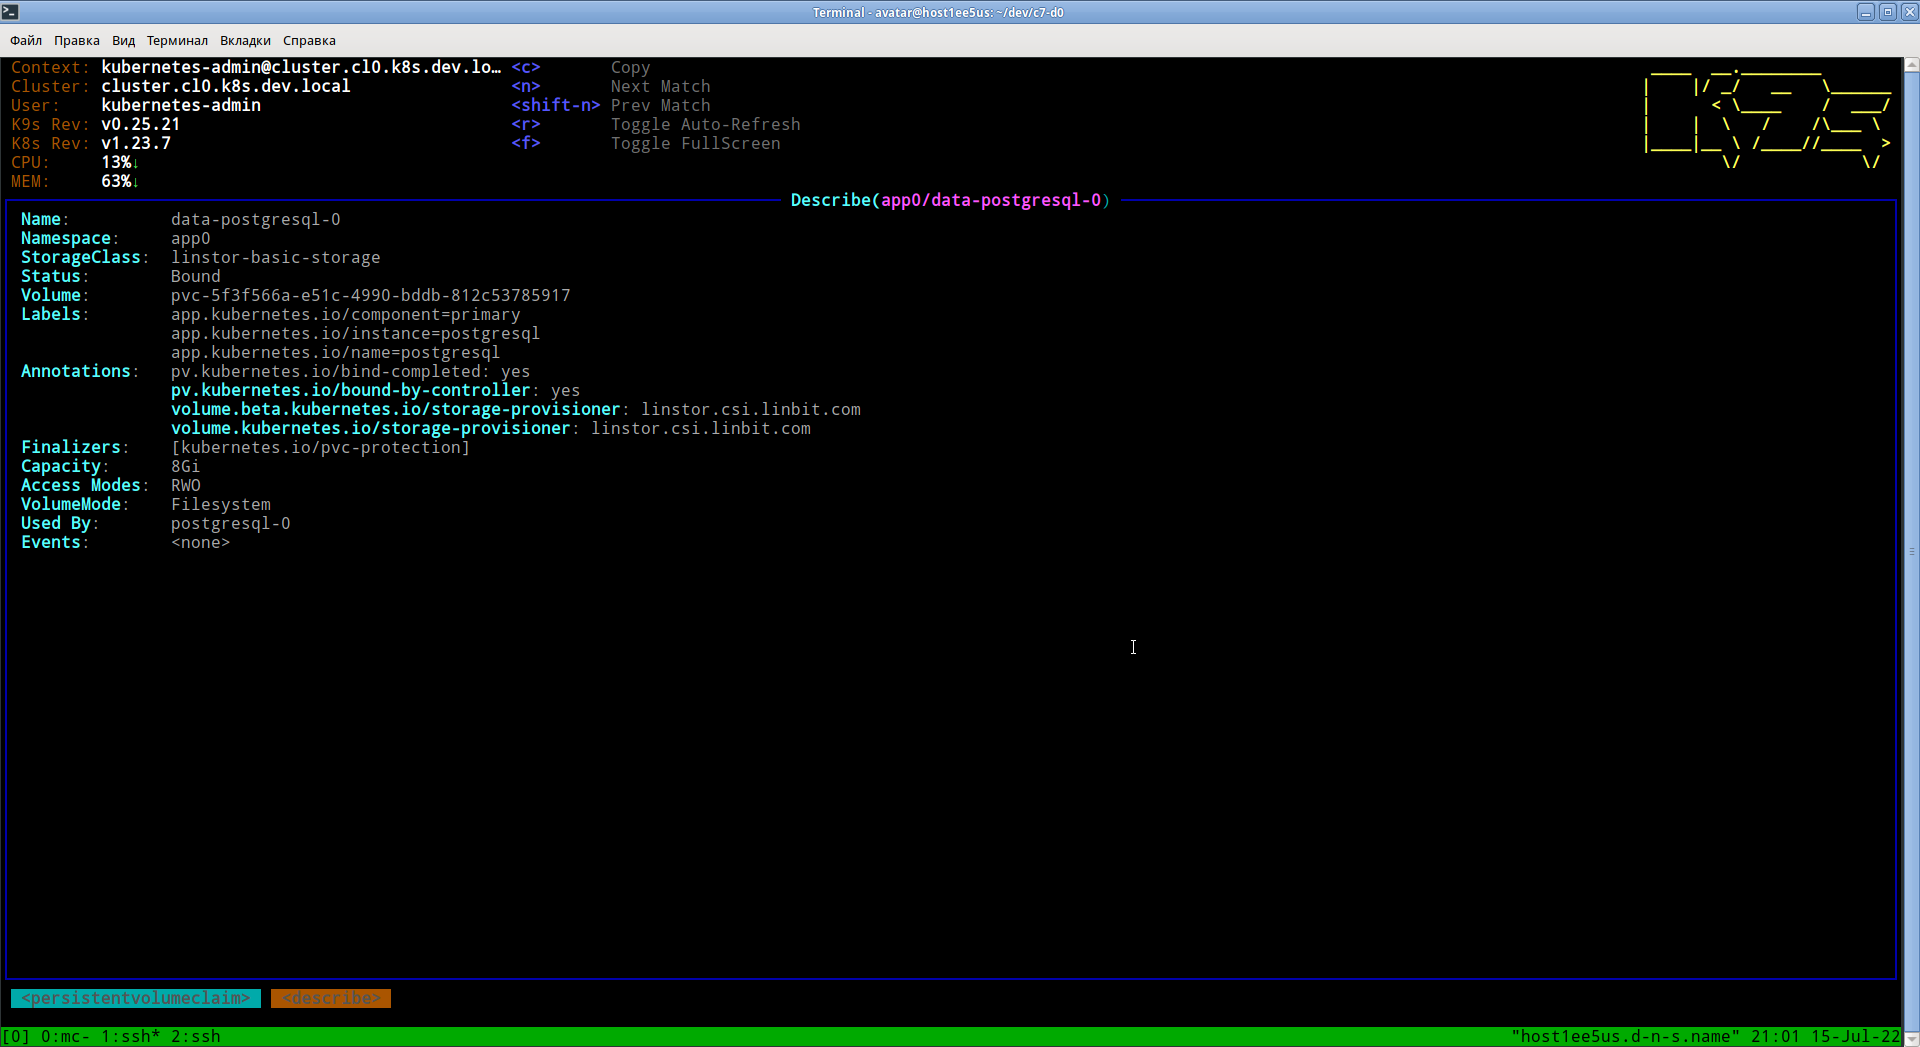 Terminal - avatar@host1ee5us: ~/dev/c7-d0
Файл Правка Вид Терминал Вкладки Справка
Context: kubernetes-admin@cluster.cl0.k8s.dev.lo… <c> Copy
Cluster: cluster.cl0.k8s.dev.local <n> Next Match
User: kubernetes-admin <shift-n> Prev Match
K9s Rev: v0.25.21 <r> Toggle Auto-Refresh
K8s Rev: v1.23.7 <f> Toggle FullScreen
CPU: 13%↓
MEM: 63%↓
K9s
Describe(app0/data-postgresql-0)
Name: data-postgresql-0
Namespace: app0
StorageClass: linstor-basic-storage
Status: Bound
Volume: pvc-5f3f566a-e51c-4990-bddb-812c53785917
Labels: app.kubernetes.io/component=primary
app.kubernetes.io/instance=postgresql
app.kubernetes.io/name=postgresql
Annotations: pv.kubernetes.io/bind-completed: yes
pv.kubernetes.io/bound-by-controller: yes
volume.beta.kubernetes.io/storage-provisioner: linstor.csi.linbit.com
volume.kubernetes.io/storage-provisioner: linstor.csi.linbit.com
Finalizers: [kubernetes.io/pvc-protection]
Capacity: 8Gi
Access Modes: RWO
VolumeMode: Filesystem
Used By: postgresql-0
Events: <none>
<persistentvolumeclaim> <describe>
[0] 0:mc- 1:ssh* 2:ssh "host1ee5us.d-n-s.name" 21:01 15-Jul-22